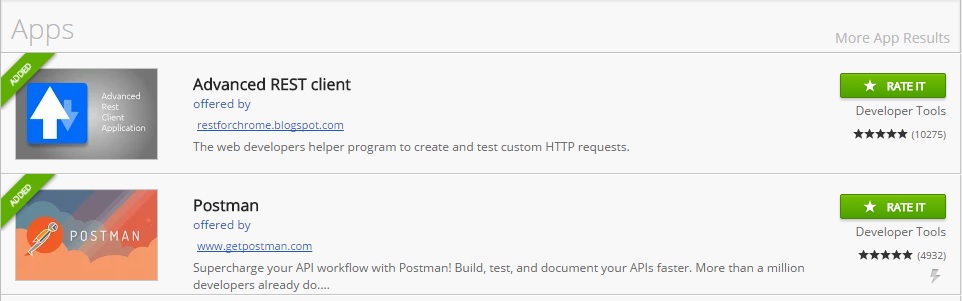 Apps
More App Results
ADDED
Advanced
Rest
Client
Application
Advanced REST client
offered by
restforchrome.blogspot.com
The web developers helper program to create and test custom HTTP requests.
RATE IT
Developer Tools
(10275)
ADDED
POSTMAN
Postman
offered by
www.getpostman.com
Supercharge your API workflow with Postman! Build, test, and document your APIs faster. More than a million
developers already do....
RATE IT
Developer Tools
(4932)